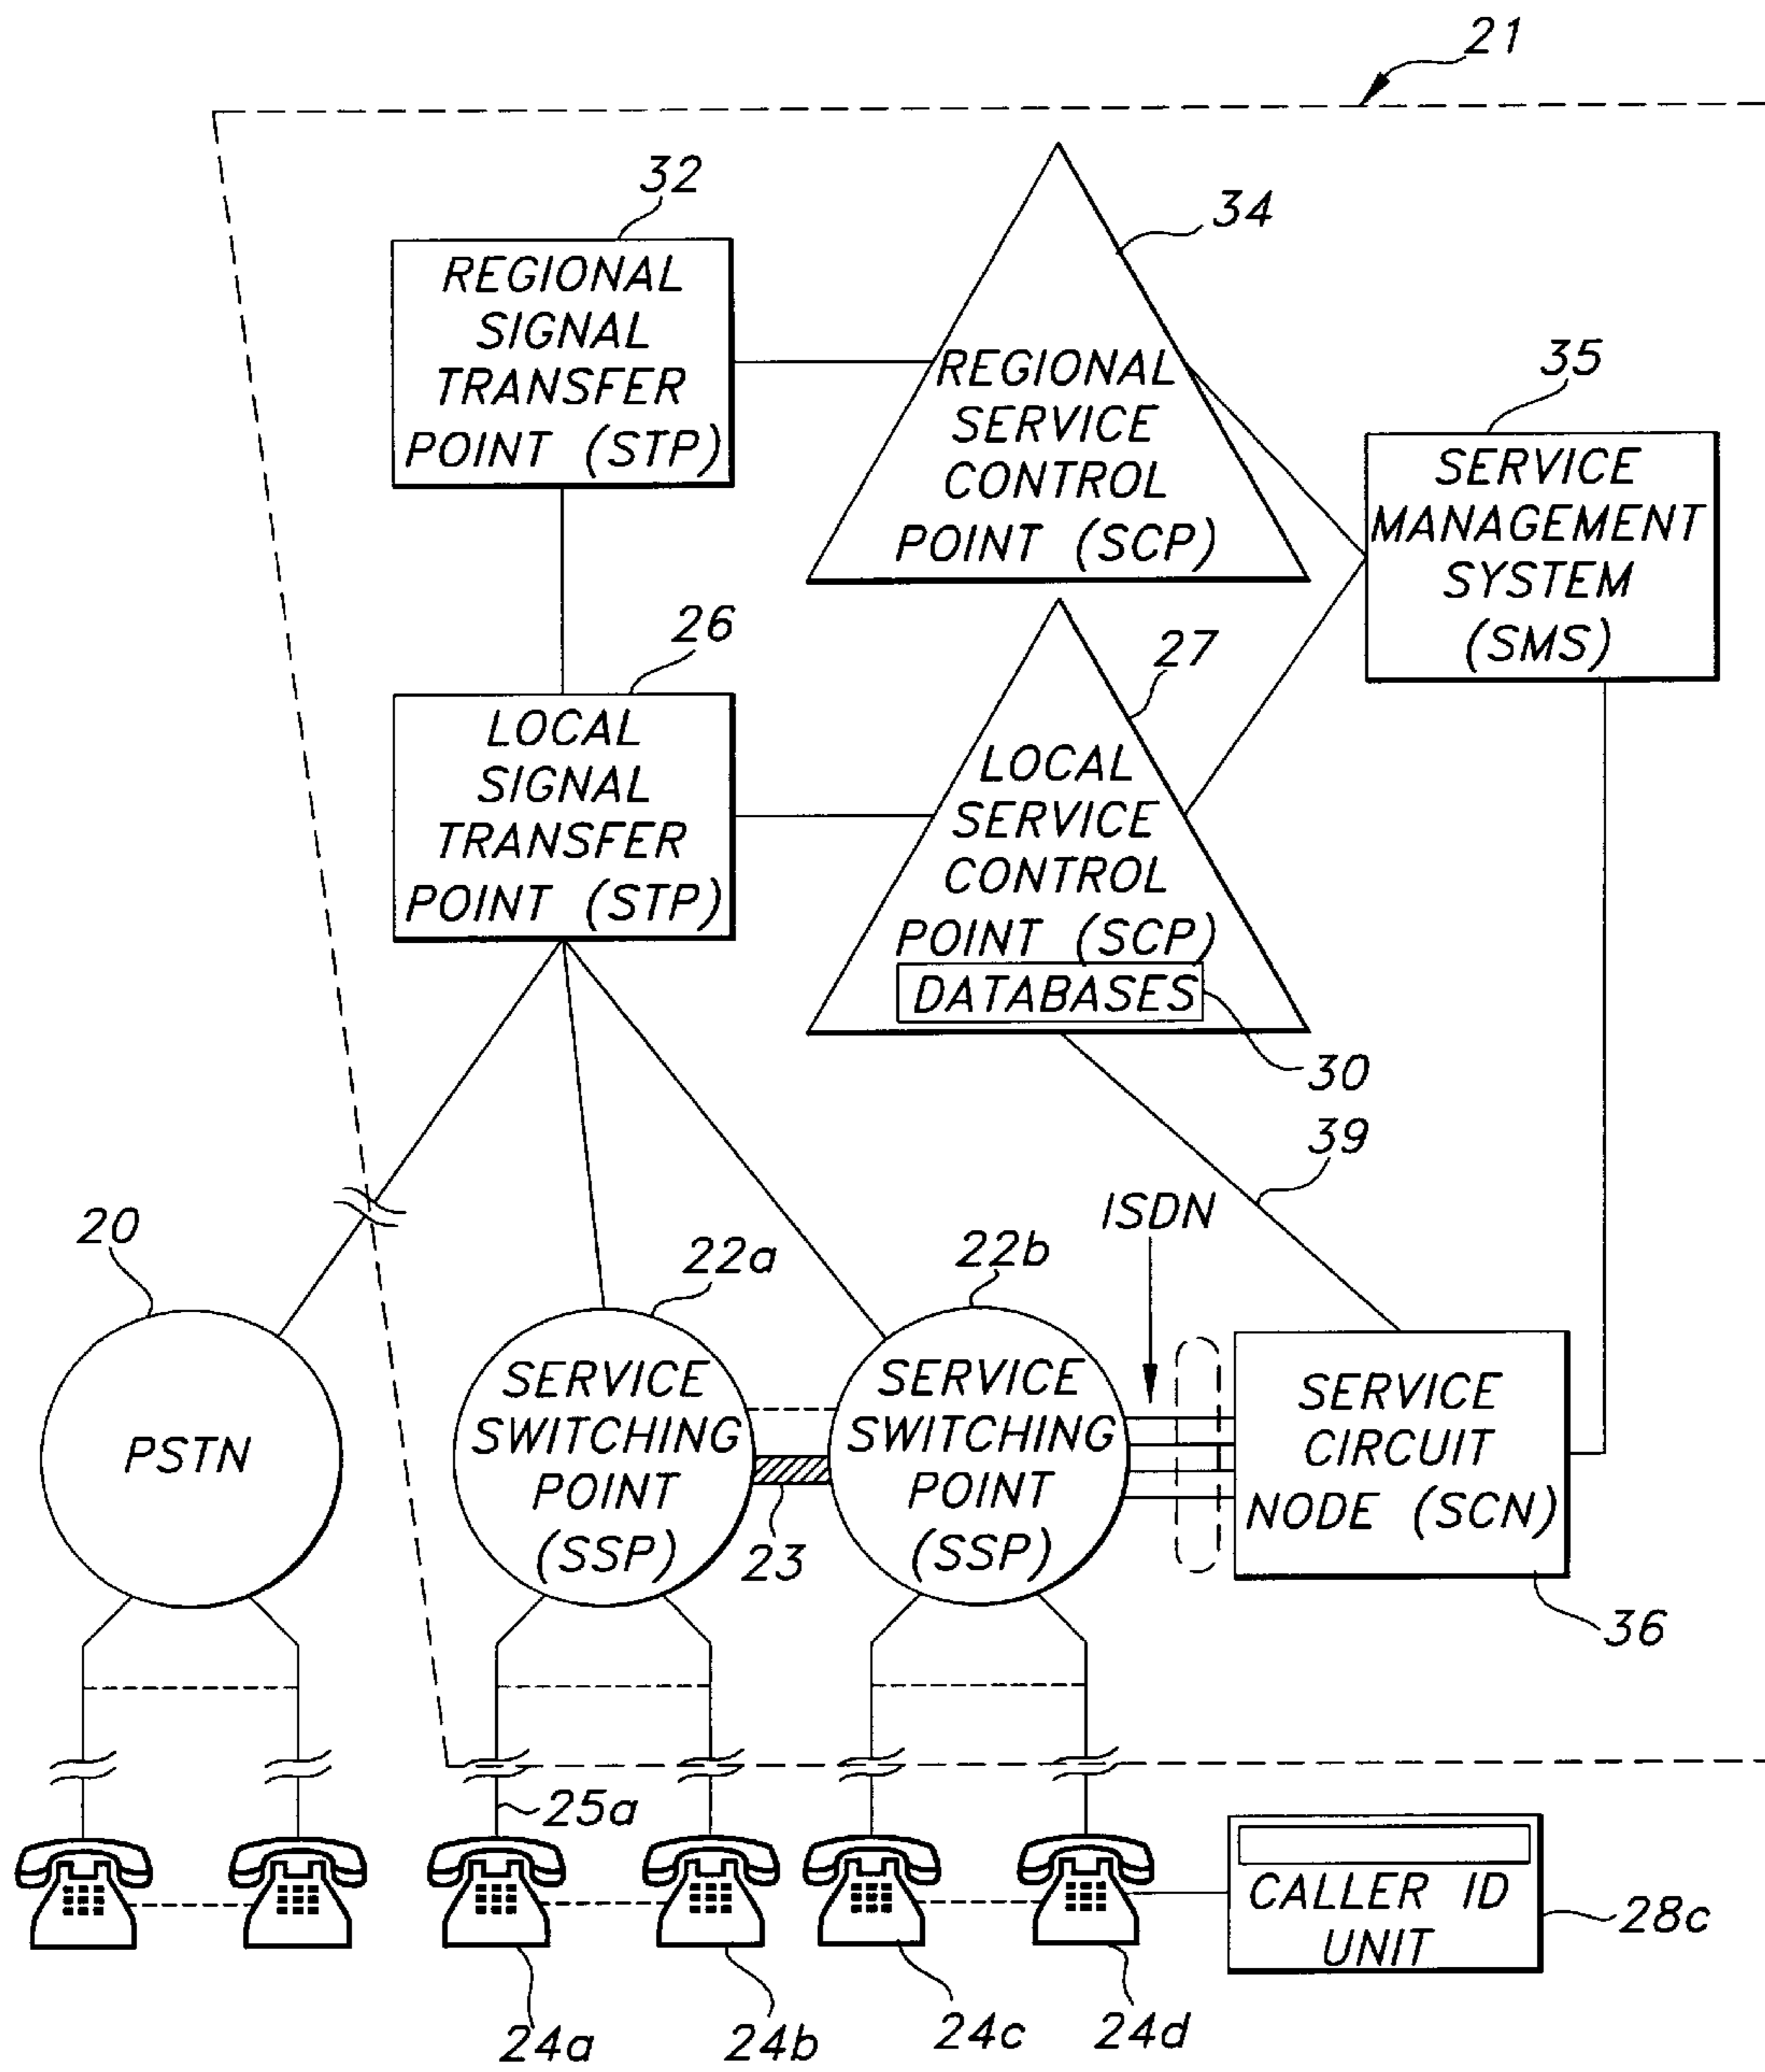 21
32
34
REGIONAL
SIGNAL
TRANSFER
POINT (STP)
REGIONAL
SERVICE
CONTROL
POINT (SCP)
35
SERVICE
MANAGEMENT
SYSTEM
(SMS)
26
27
LOCAL
SIGNAL
TRANSFER
POINT (STP)
LOCAL
SERVICE
CONTROL
POINT (SCP)
DATABASES
30
39
ISDN
20
22a
22b
PSTN
SERVICE
SWITCHING
POINT
(SSP)
23
SERVICE
SWITCHING
POINT
(SSP)
SERVICE
CIRCUIT
NODE (SCN)
36
25a
CALLER ID
UNIT
28c
24a
24b
24c
24d